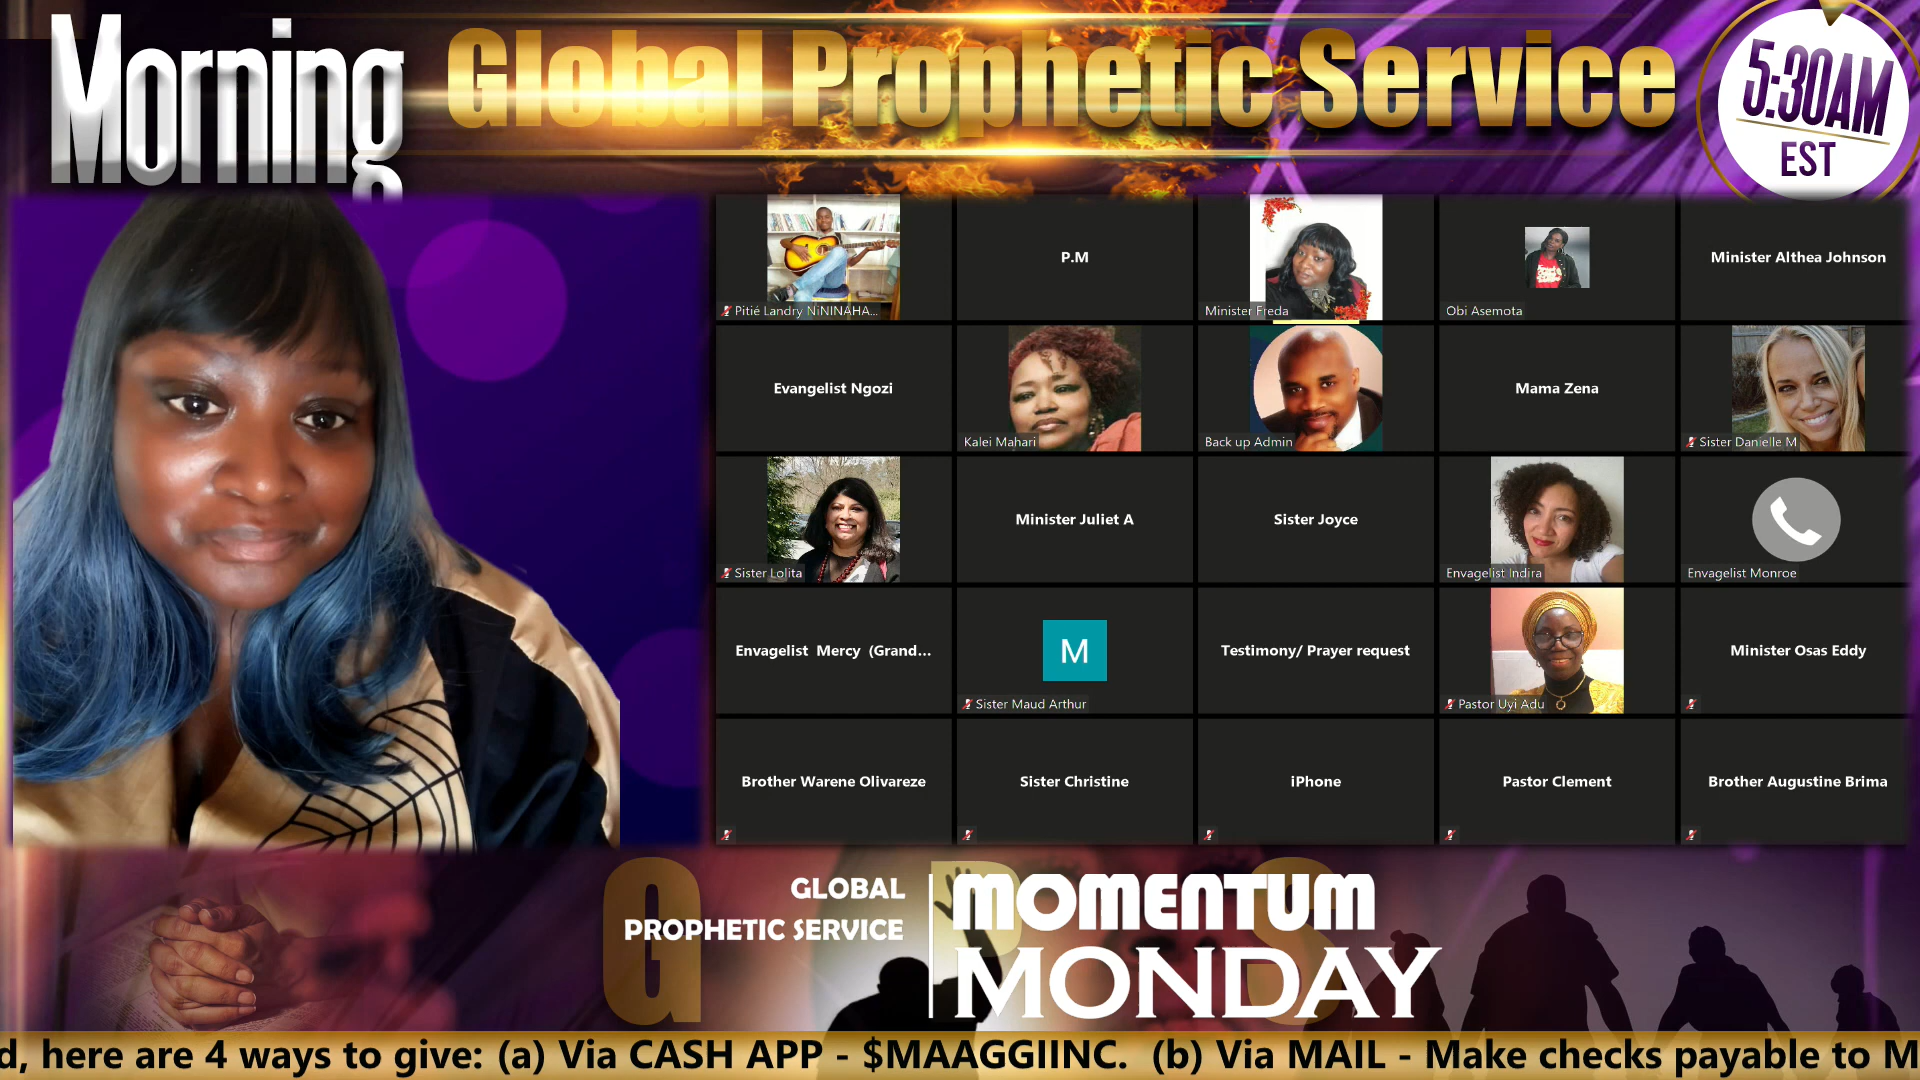 Morning
Global Prophetic Service
5:30AM
EST
Pitié Landry NiNINAHA...
P.M
Minister Freda
Obi Asemota
Minister Althea Johnson
Evangelist Ngozi
Kalei Mahari
Back up Admin
Mama Zena
Sister Danielle M
Sister Lolita
Minister Juliet A
Sister Joyce
Envagelist Indira
Envagelist Monroe
Envagelist Mercy (Grand...
M
Sister Maud Arthur
Testimony/ Prayer request
Pastor Uyi Adu
Minister Osas Eddy
Brother Warene Olivareze
Sister Christine
iPhone
Pastor Clement
Brother Augustine Brima
G P S
GLOBAL
PROPHETIC SERVICE
MOMENTUM
MONDAY
d, here are 4 ways to give: (a) Via CASH APP - $MAAGGIINC. (b) Via MAIL - Make checks payable to M